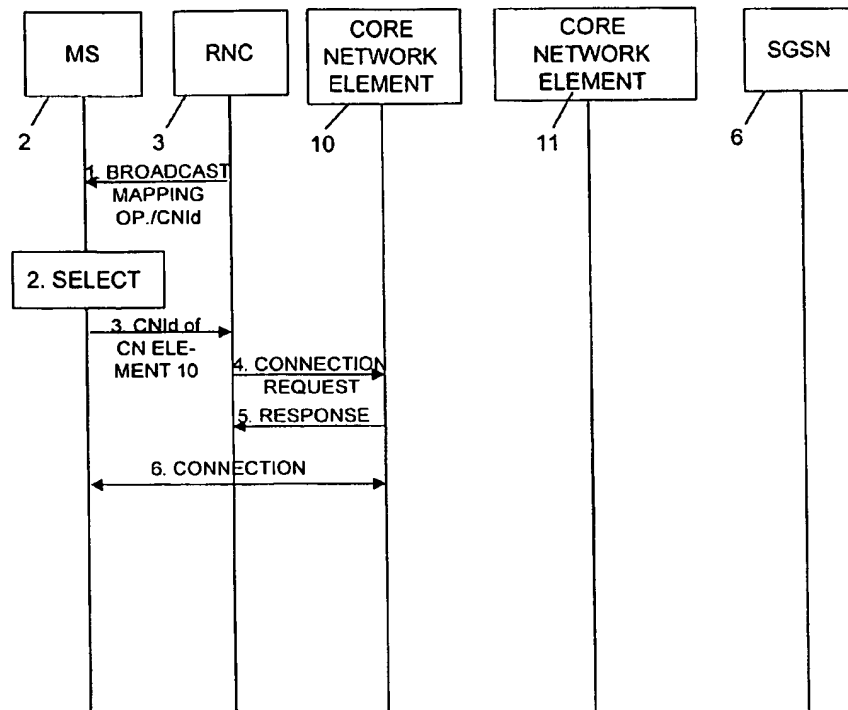 MS
RNC
CORE
NETWORK
ELEMENT
CORE
NETWORK
ELEMENT
SGSN
2
3
10
11
6
1. BROADCAST
MAPPING
OP./CNId
2. SELECT
3. CNId of
CN ELE-
MENT 10
4. CONNECTION
REQUEST
5. RESPONSE
6. CONNECTION